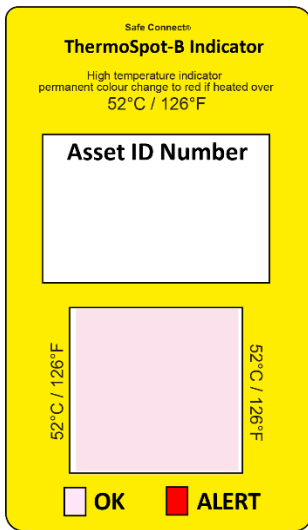 Safe Connect®
ThermoSpot-B Indicator
High temperature indicator
permanent colour change to red if heated over
52°C / 126°F
Asset ID Number
52°C / 126°F
52°C / 126°F
OK
ALERT